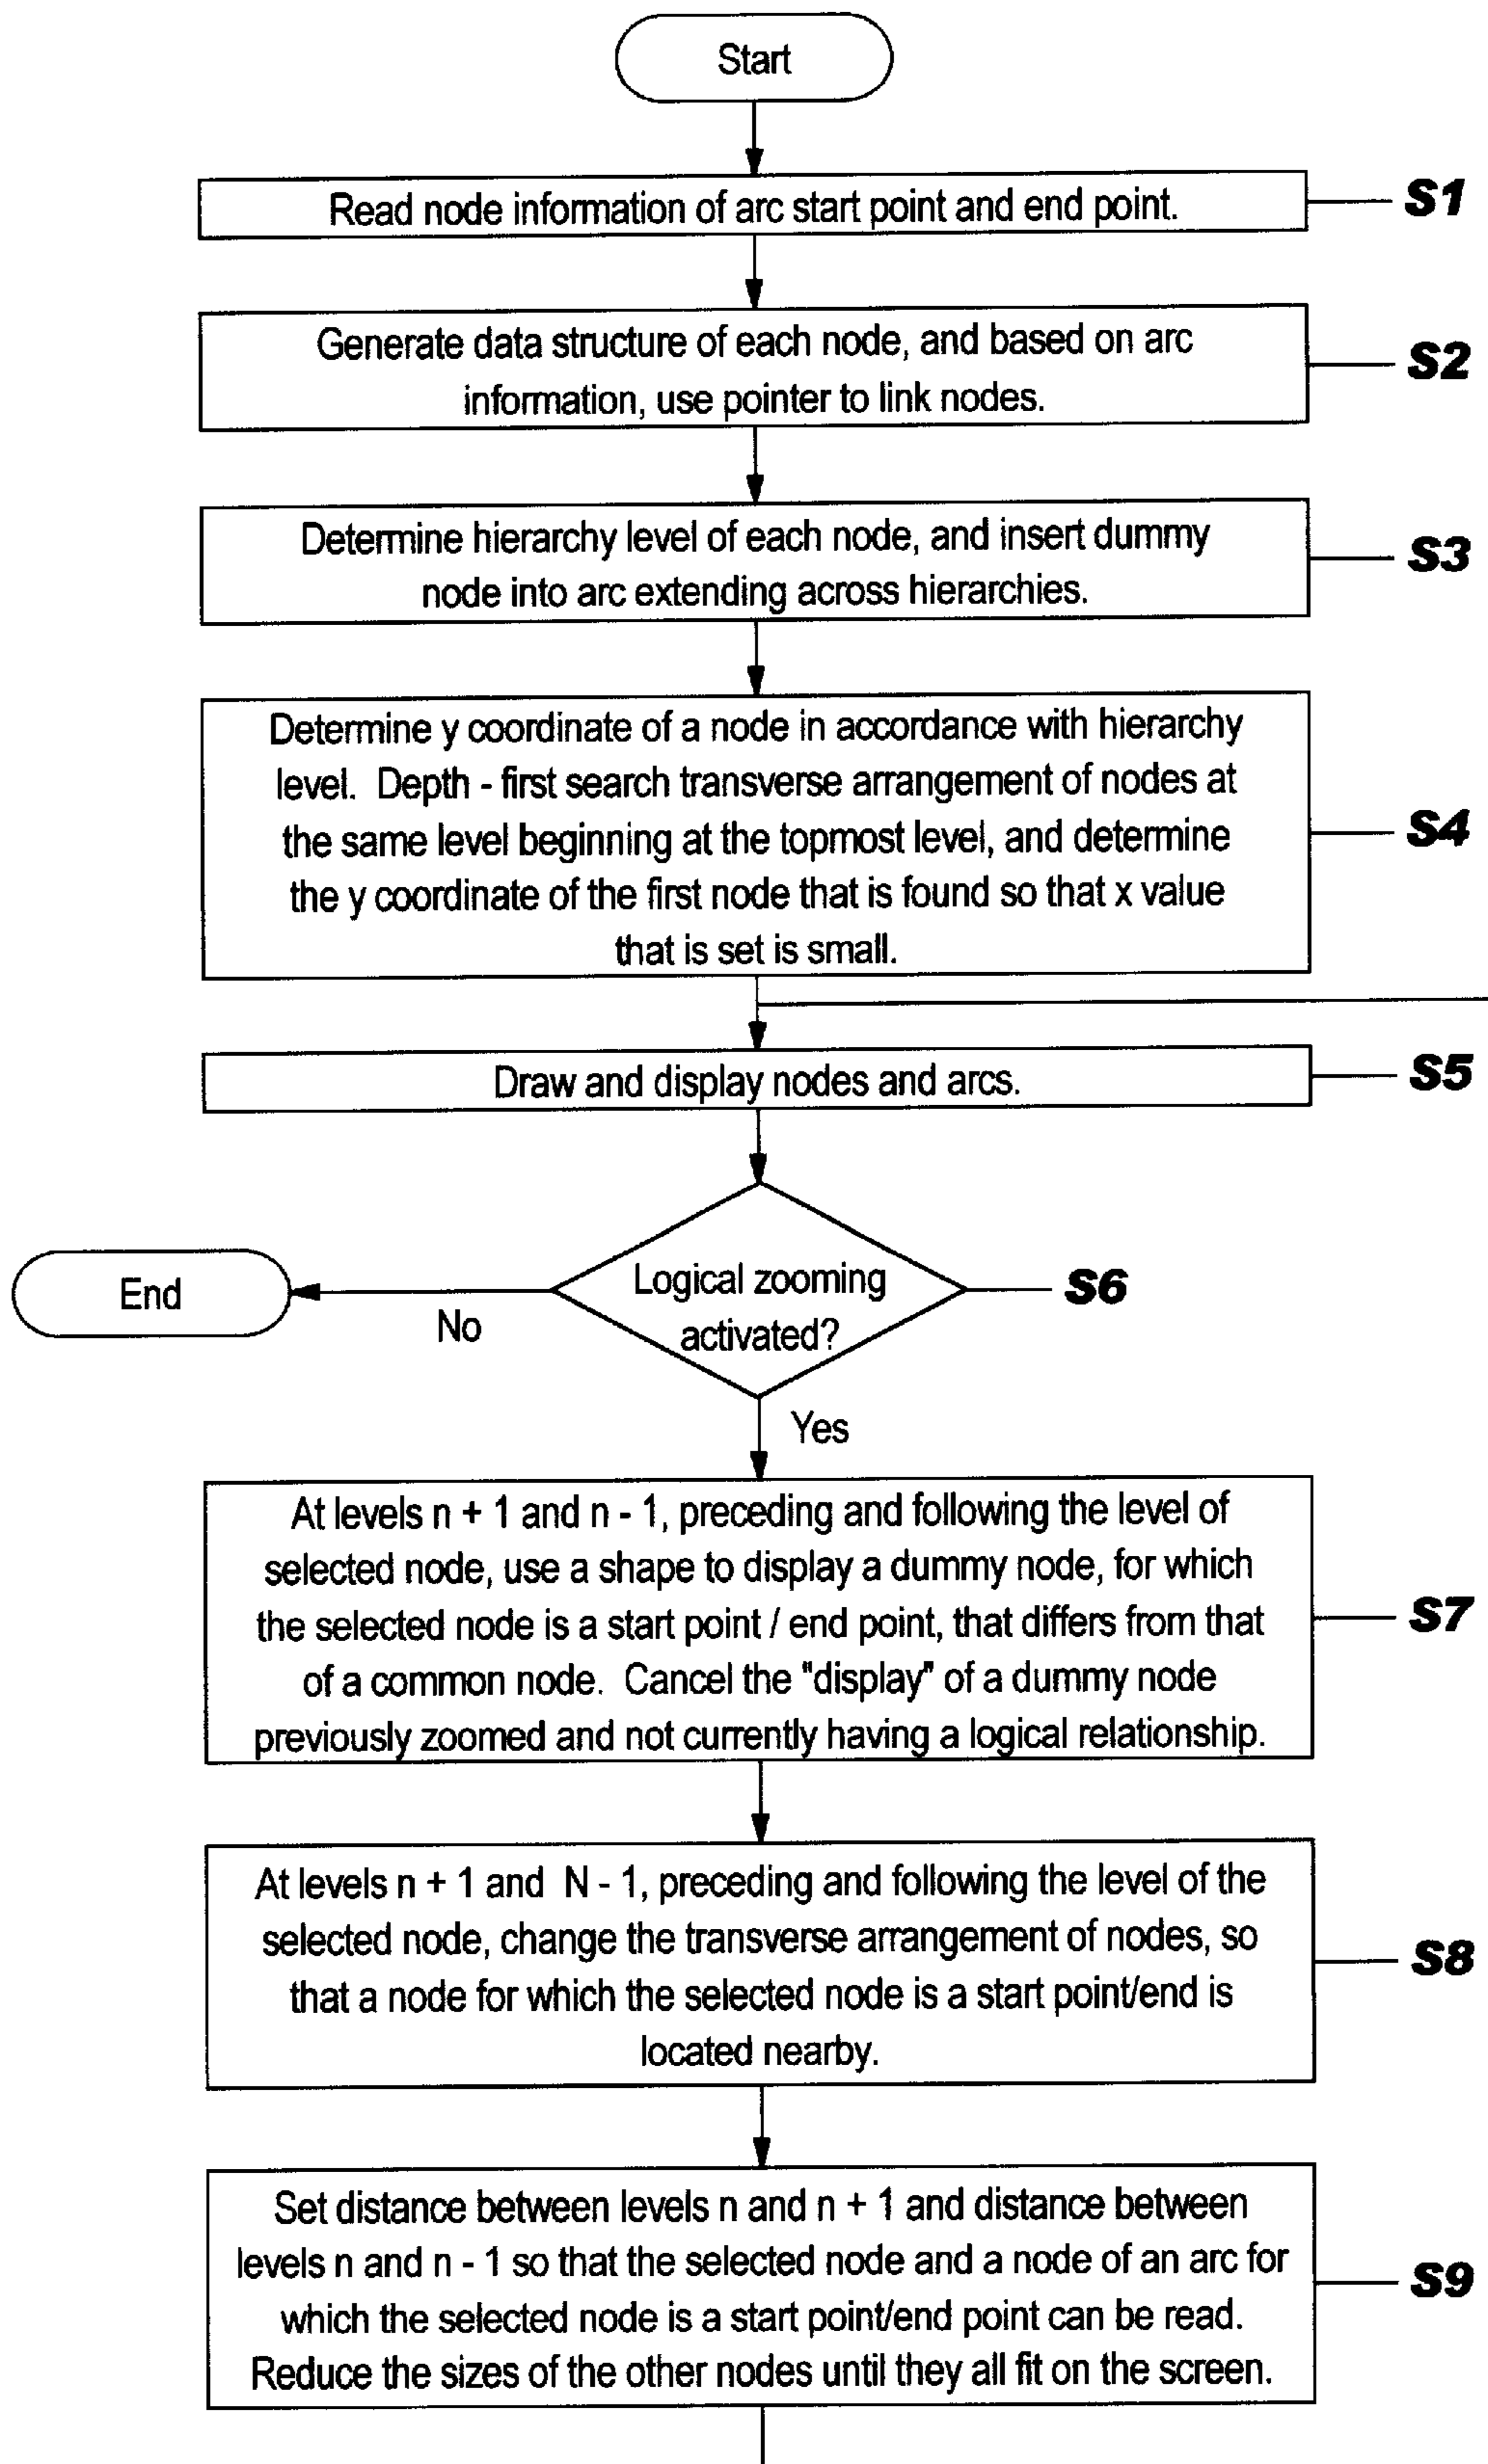 Start
Read node information of arc start point and end point.
S1
Generate data structure of each node, and based on arc
information, use pointer to link nodes.
S2
Determine hierarchy level of each node, and insert dummy
node into arc extending across hierarchies.
S3
Determine y coordinate of a node in accordance with hierarchy
level. Depth - first search transverse arrangement of nodes at
the same level beginning at the topmost level, and determine
the y coordinate of the first node that is found so that x value
that is set is small.
S4
Draw and display nodes and arcs.
S5
Logical zooming
activated?
S6
End
No
Yes
At levels n + 1 and n - 1, preceding and following the level of
selected node, use a shape to display a dummy node, for which
the selected node is a start point / end point, that differs from that
of a common node. Cancel the "display" of a dummy node
previously zoomed and not currently having a logical relationship.
S7
At levels n + 1 and N - 1, preceding and following the level of the
selected node, change the transverse arrangement of nodes, so
that a node for which the selected node is a start point/end is
located nearby.
S8
Set distance between levels n and n + 1 and distance between
levels n and n - 1 so that the selected node and a node of an arc for
which the selected node is a start point/end point can be read.
Reduce the sizes of the other nodes until they all fit on the screen.
S9